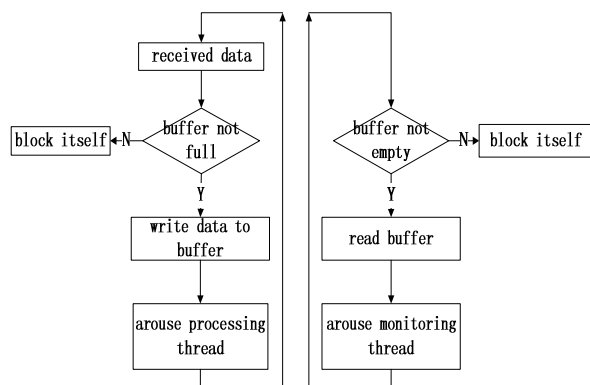 received data
buffer not
full
N
block itself
Y
write data to
buffer
arouse processing
thread
buffer not
empty
N
block itself
Y
read buffer
arouse monitoring
thread